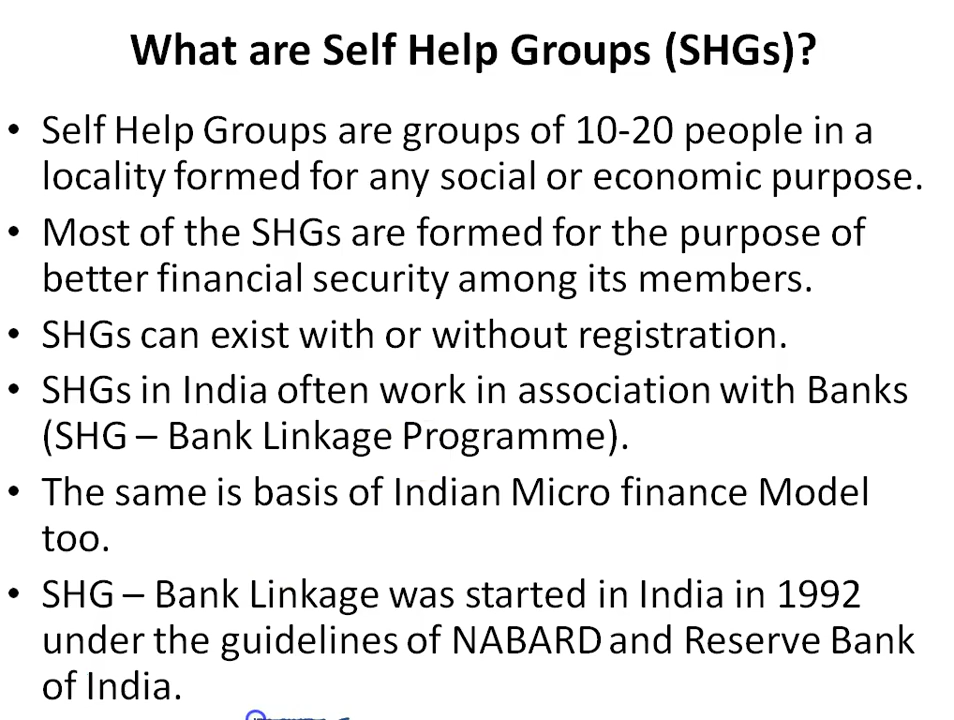 What are Self Help Groups (SHGs)?
• Self Help Groups are groups of 10-20 people in a
locality formed for any social or economic purpose.
• Most of the SHGs are formed for the purpose of
better financial security among its members.
• SHGs can exist with or without registration.
• SHGs in India often work in association with Banks
(SHG – Bank Linkage Programme).
• The same is basis of Indian Micro finance Model
too.
• SHG – Bank Linkage was started in India in 1992
under the guidelines of NABARD and Reserve Bank
of India.